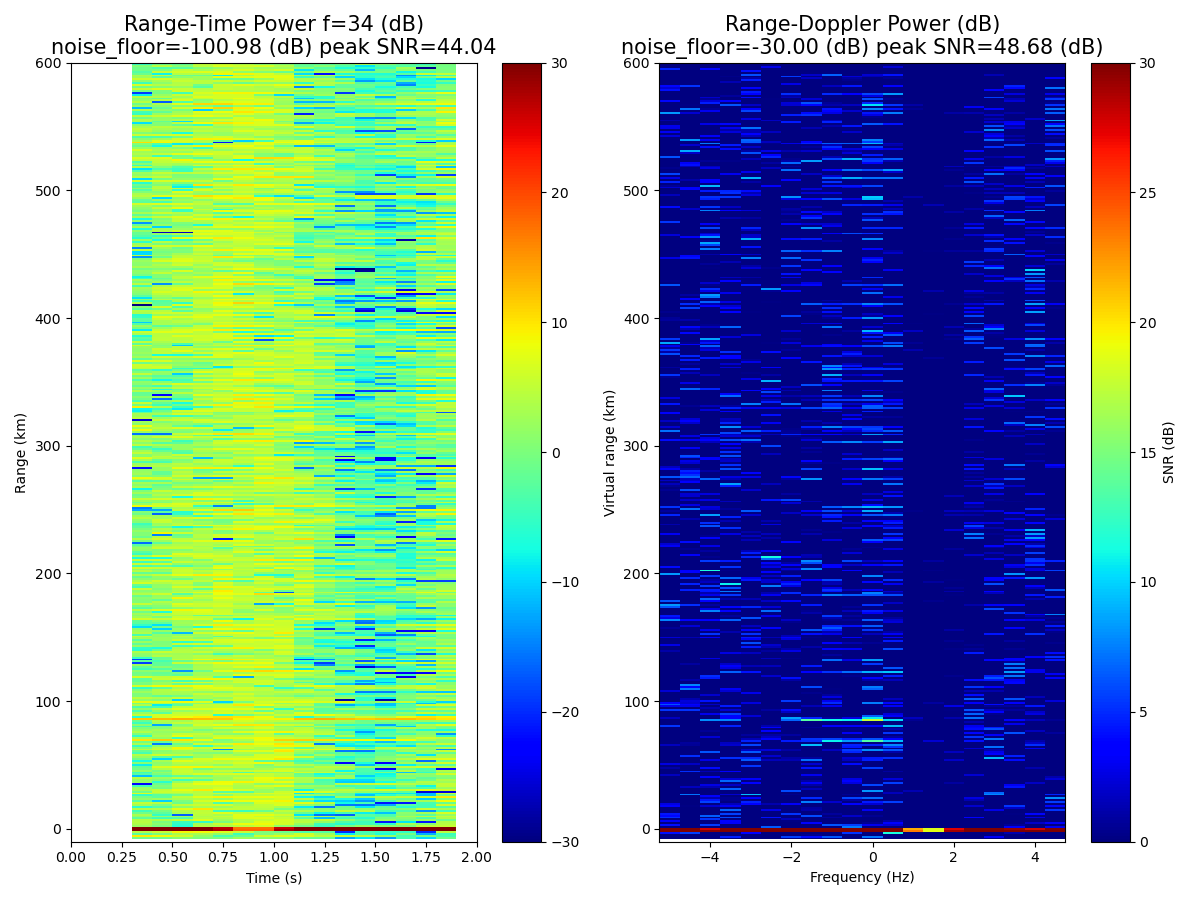 Range-Time Power f=34 (dB)
noise_floor=-100.98 (dB) peak SNR=44.04
Range-Doppler Power (dB)
noise_floor=-30.00 (dB) peak SNR=48.68 (dB)
600
500
400
300
200
100
0
Range (km)
0.00 0.25 0.50 0.75 1.00 1.25 1.50 1.75 2.00
Time (s)
30
20
10
0
−10
−20
−30
600
500
400
300
200
100
0
Virtual range (km)
−4 −2 0 2 4
Frequency (Hz)
30
25
20
15
10
5
0
SNR (dB)